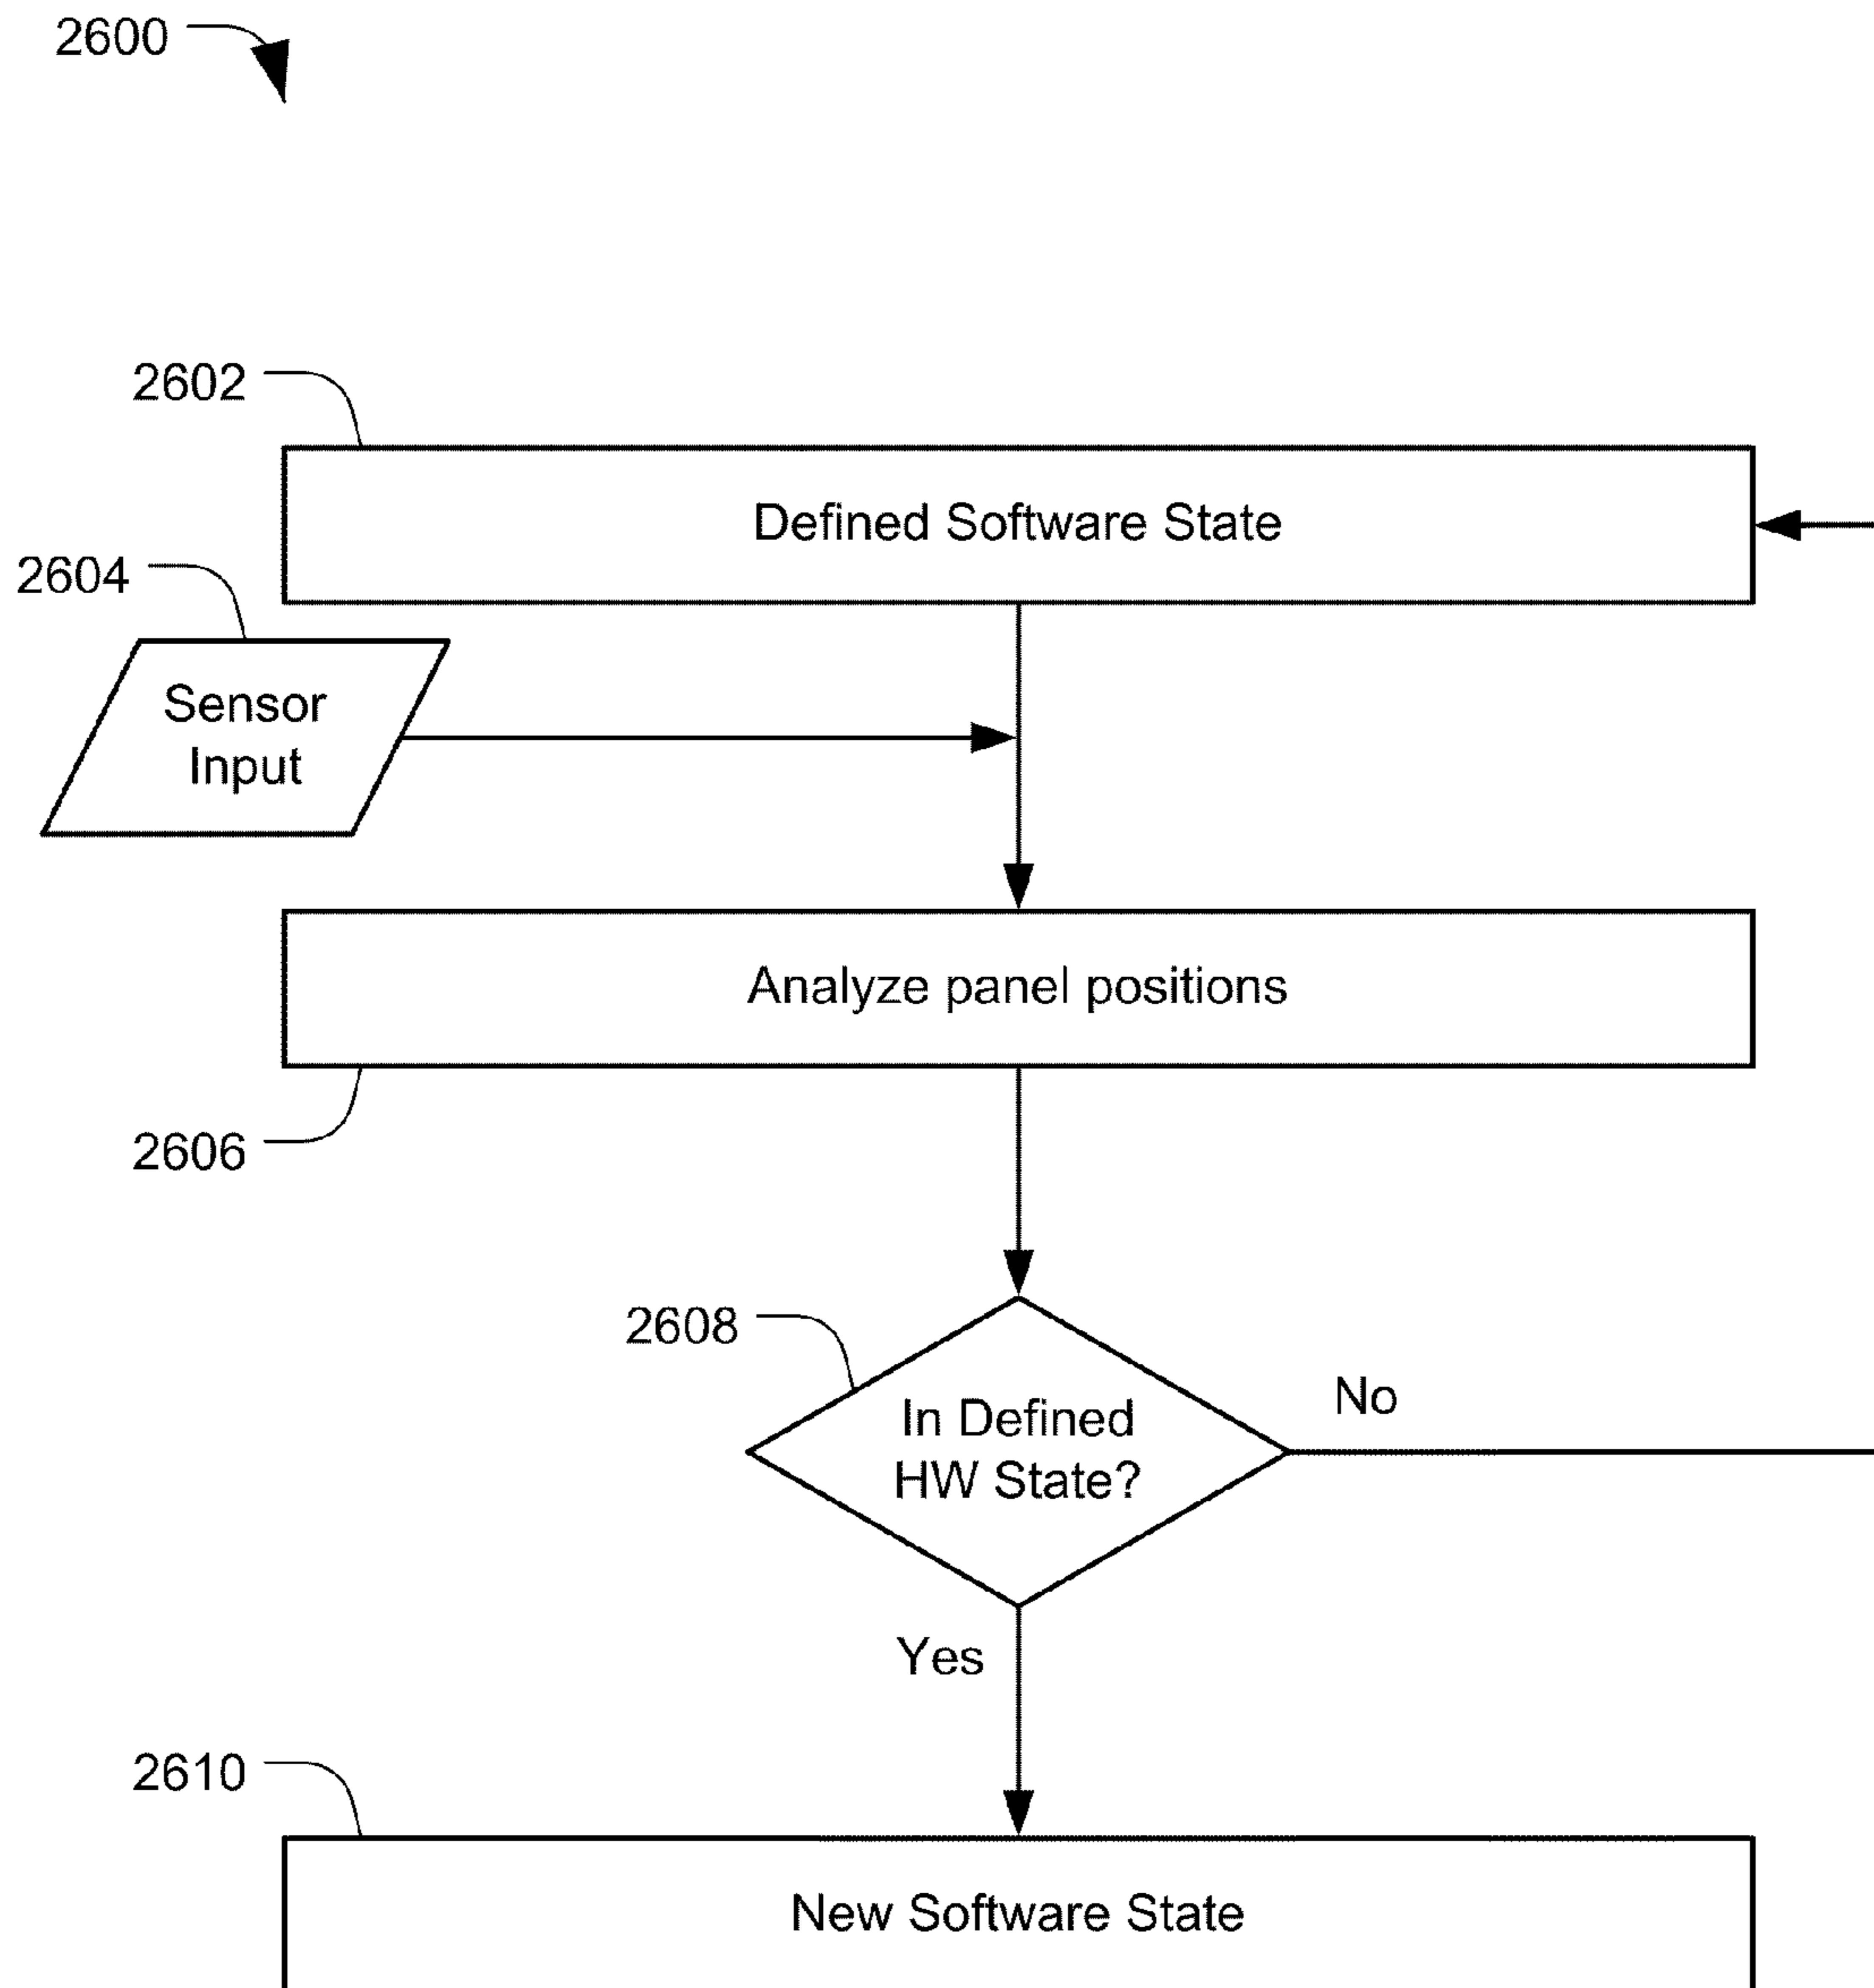 2600
2602
Defined Software State
2604
Sensor
Input
Analyze panel positions
2606
2608
In Defined
HW State?
No
Yes
2610
New Software State